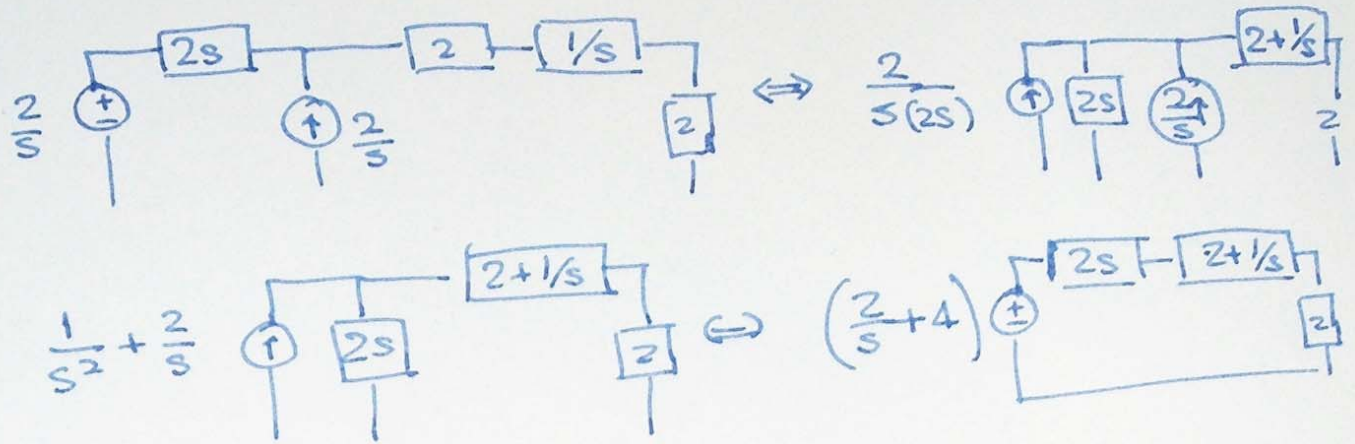 2s 2 1/s 2/s + - ↑ 2/s 2 ⇔ 2/s(2s) ↑ 2s 2/s ↑ 2+1/s 2
1/s² + 2/s ↑ 2s 2+1/s 2 ⇔ (2/s+4) + - 2s 2+1/s 2